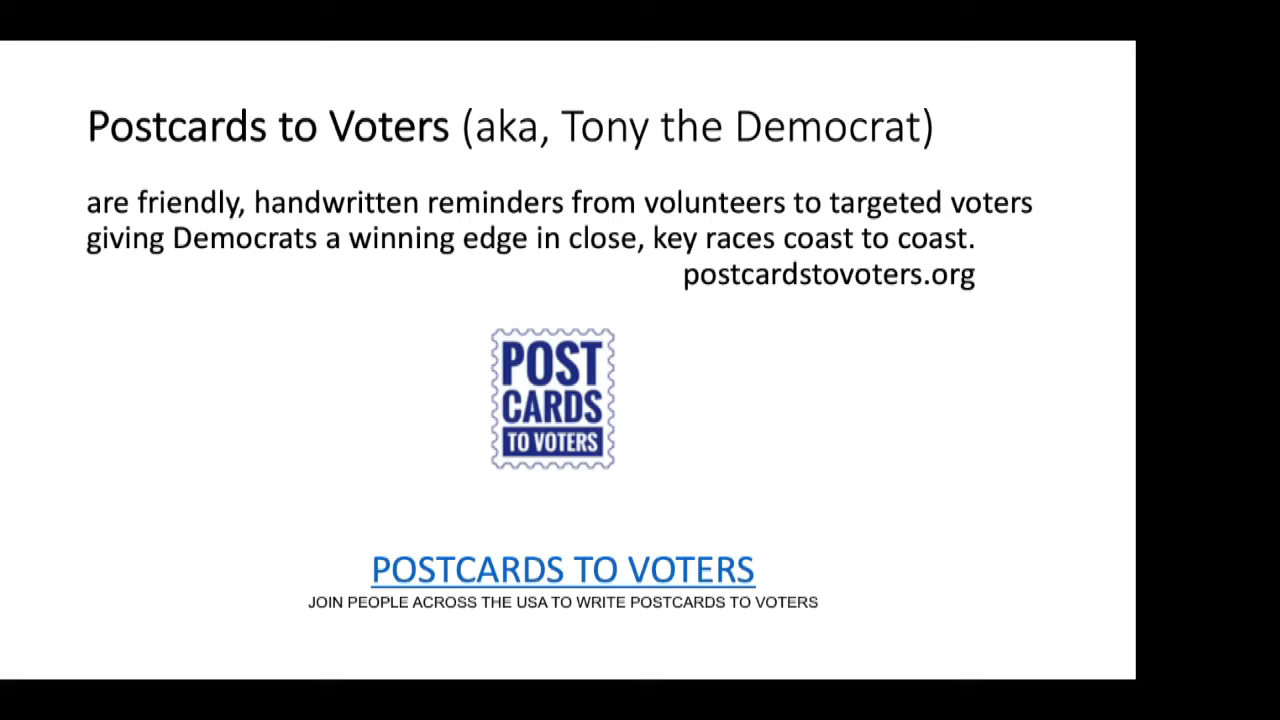 Postcards to Voters (aka, Tony the Democrat)
are friendly, handwritten reminders from volunteers to targeted voters
giving Democrats a winning edge in close, key races coast to coast.
postcardstovoters.org
POST
CARDS
TO VOTERS
POSTCARDS TO VOTERS
JOIN PEOPLE ACROSS THE USA TO WRITE POSTCARDS TO VOTERS